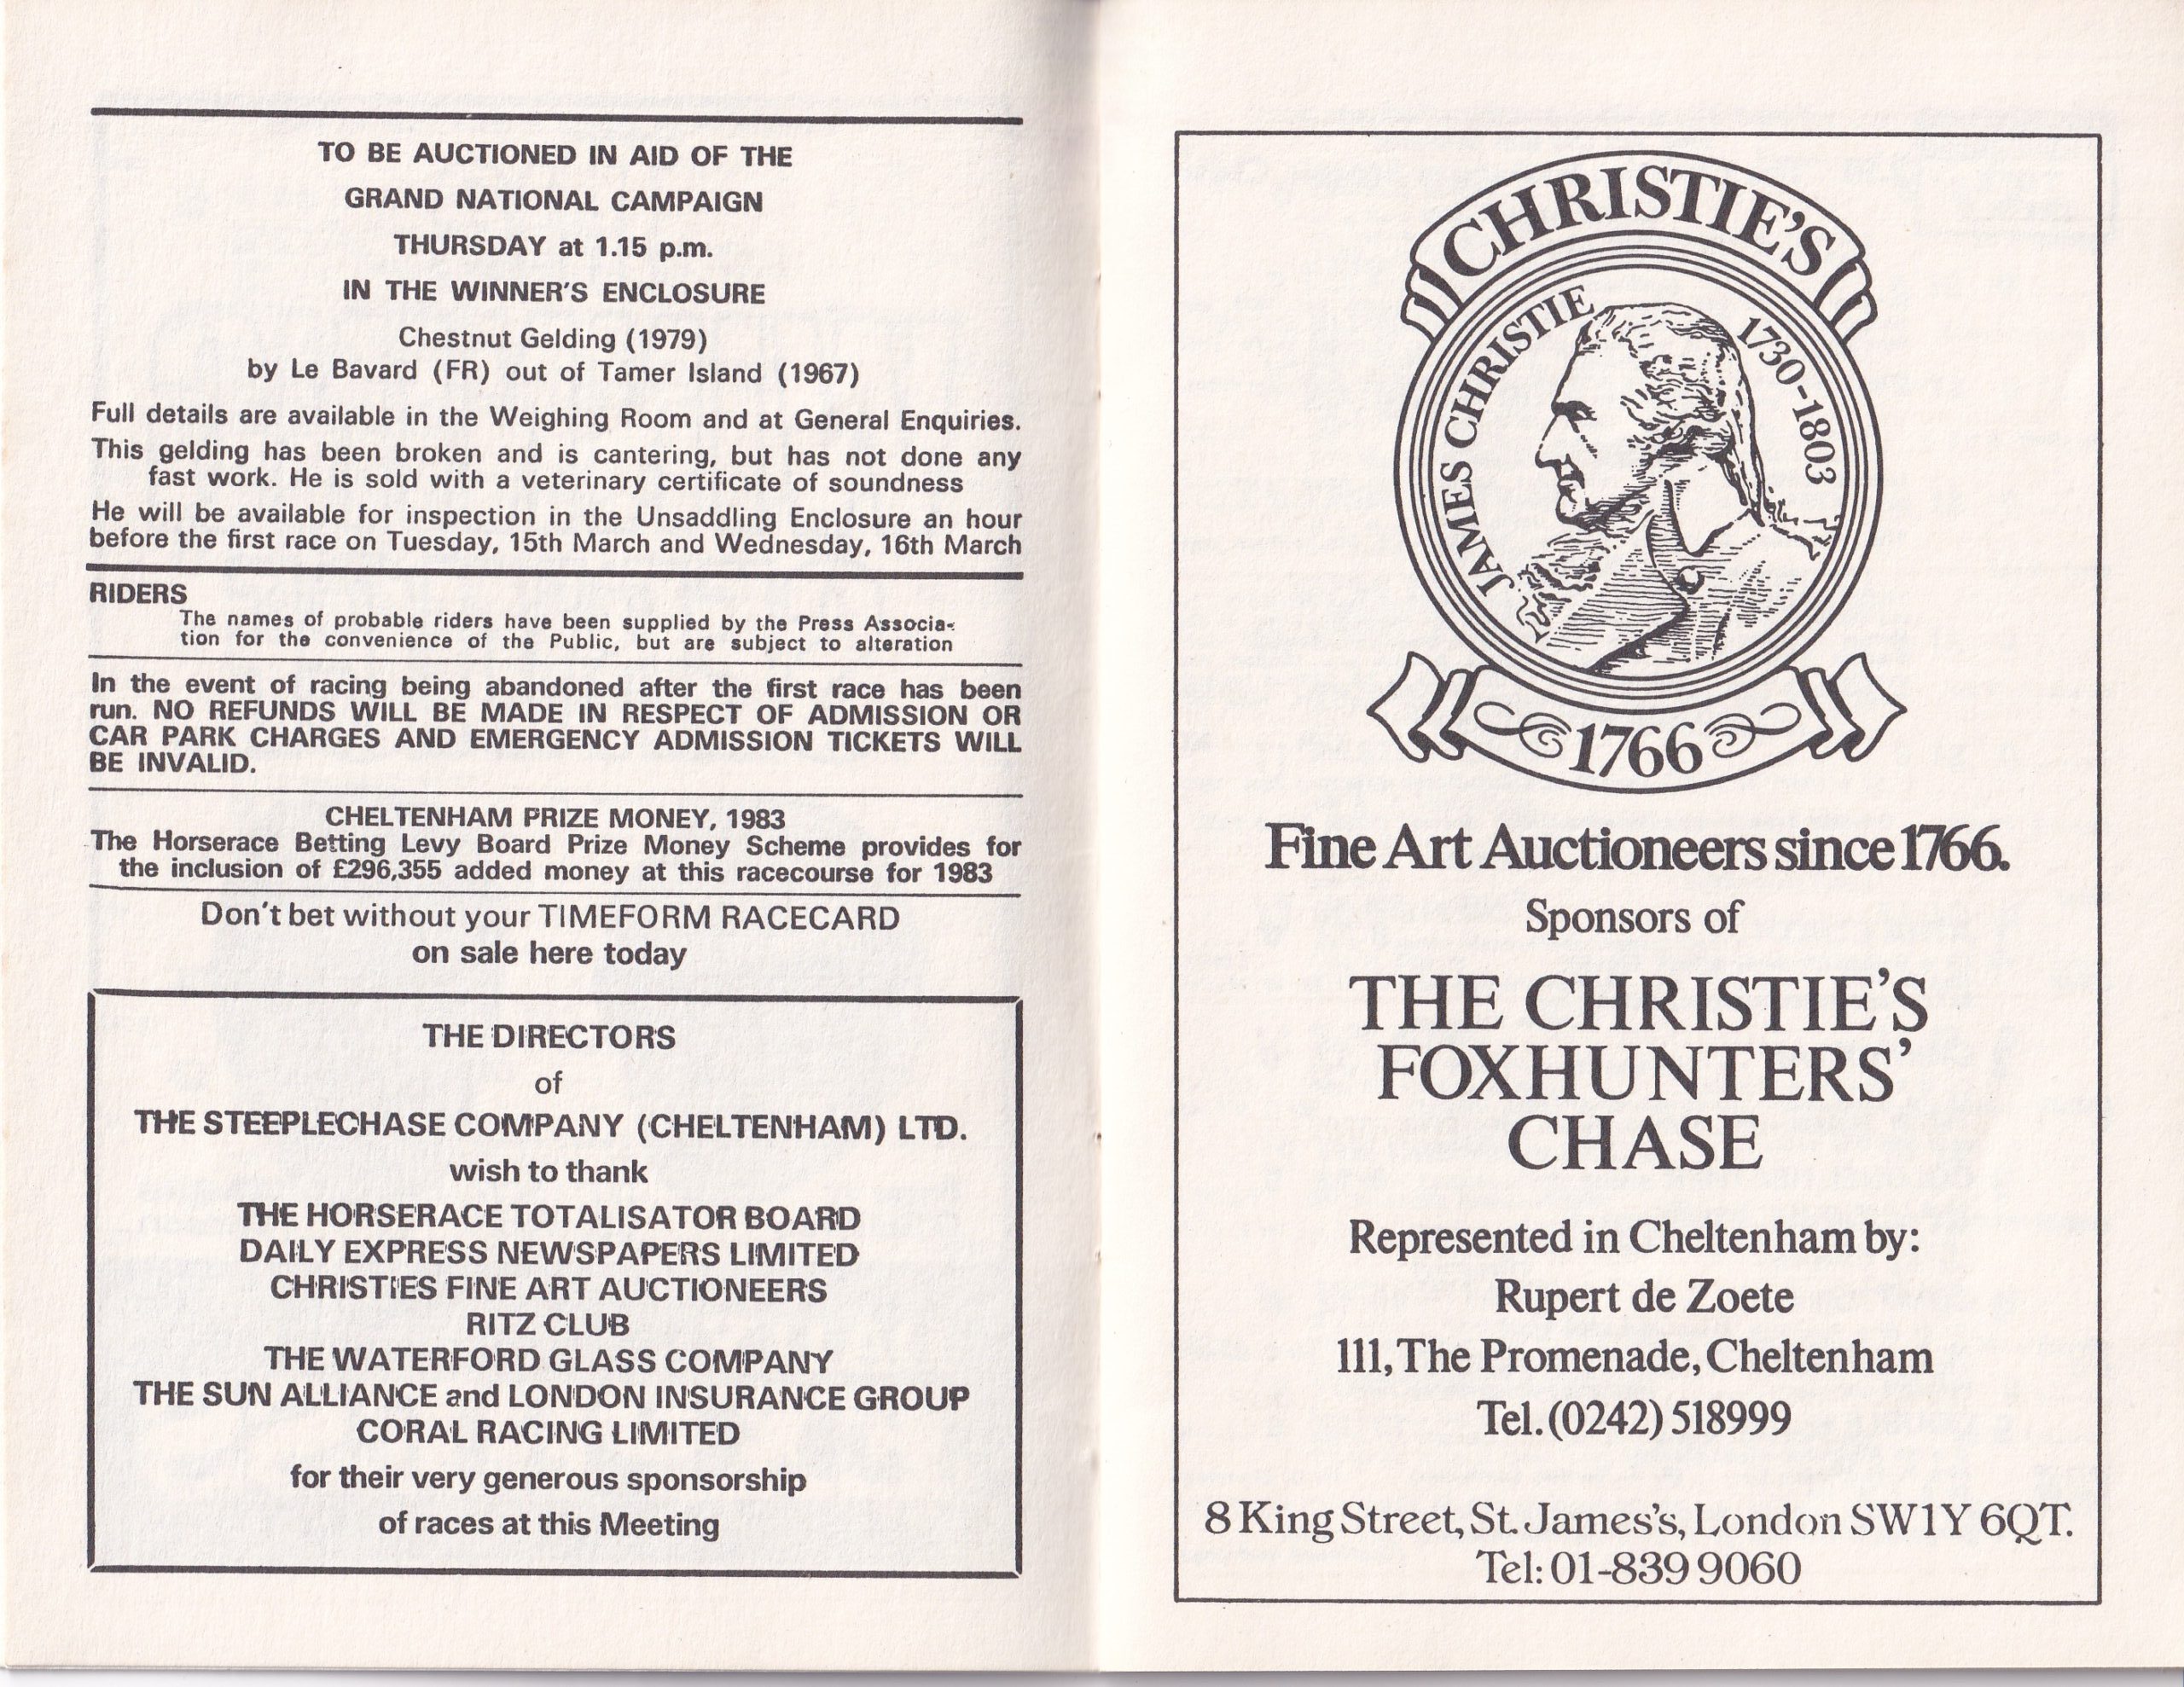 TO BE AUCTIONED IN AID OF THE
GRAND NATIONAL CAMPAIGN
THURSDAY at 1.15 p.m.
IN THE WINNER'S ENCLOSURE
Chestnut Gelding (1979)
by Le Bavard (FR) out of Tamer Island (1967)
Full details are available in the Weighing Room and at General Enquiries.
This gelding has been broken and is cantering, but has not done any
fast work. He is sold with a veterinary certificate of soundness
He will be available for inspection in the Unsaddling Enclosure an hour
before the first race on Tuesday, 15th March and Wednesday, 16th March
RIDERS
The names of probable riders have been supplied by the Press Associa-
tion for the convenience of the Public, but are subject to alteration
In the event of racing being abandoned after the first race has been
run. NO REFUNDS WILL BE MADE IN RESPECT OF ADMISSION OR
CAR PARK CHARGES AND EMERGENCY ADMISSION TICKETS WILL
BE INVALID.
CHELTENHAM PRIZE MONEY, 1983
The Horserace Betting Levy Board Prize Money Scheme provides for
the inclusion of £296,355 added money at this racecourse for 1983
Don't bet without your TIMEFORM RACECARD
on sale here today
THE DIRECTORS
of
THE STEEPLECHASE COMPANY (CHELTENHAM) LTD.
wish to thank
THE HORSERACE TOTALISATOR BOARD
DAILY EXPRESS NEWSPAPERS LIMITED
CHRISTIES FINE ART AUCTIONEERS
RITZ CLUB
THE WATERFORD GLASS COMPANY
THE SUN ALLIANCE and LONDON INSURANCE GROUP
CORAL RACING LIMITED
for their very generous sponsorship
of races at this Meeting
CHRISTIE'S
JAMES CHRISTIE 1730-1803
1766
Fine Art Auctioneers since 1766.
Sponsors of
THE CHRISTIE'S
FOXHUNTERS'
CHASE
Represented in Cheltenham by:
Rupert de Zoete
111, The Promenade, Cheltenham
Tel. (0242) 518999
8 King Street, St. James's, London SW1Y 6QT.
Tel: 01-839 9060